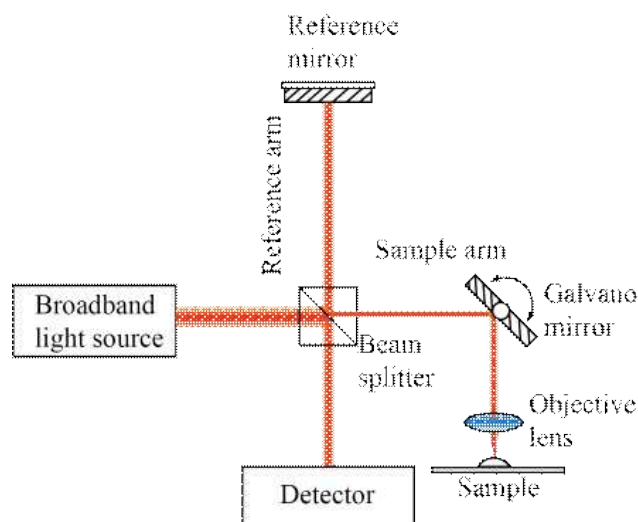 Reference
mirror
Reference arm
Sample arm
Galvano
mirror
Broadband
light source
Beam
splitter
Objective
lens
Sample
Detector